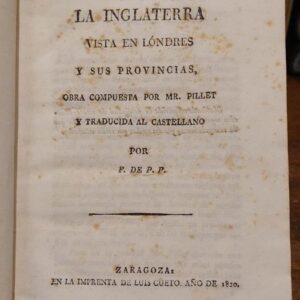 LA INGLATERRA
VISTA EN LÓNDRES
Y SUS PROVINCIAS,
OBRA COMPUESTA POR MR. PILLET
Y TRADUCIDA AL CASTELLANO
POR
F. DE P. P.
ZARAGOZA:
EN LA IMPRENTA DE LUIS CUETO. AÑO DE 1820.